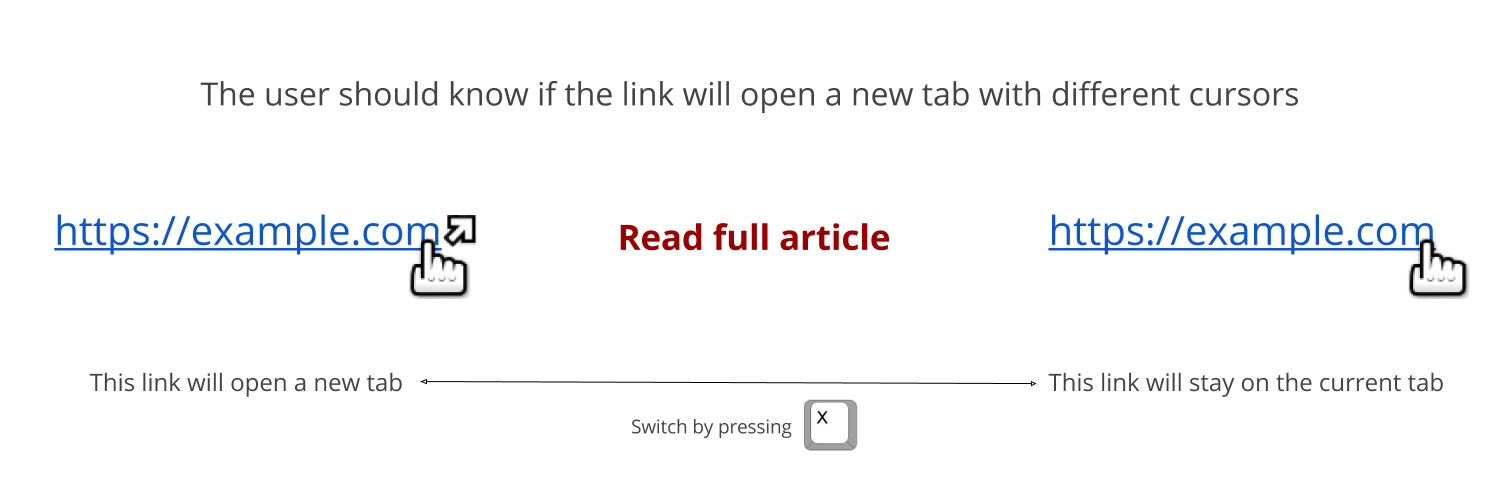 The user should know if the link will open a new tab with different cursors
https://example.com
Read full article
https://example.com
This link will open a new tab
This link will stay on the current tab
Switch by pressing
X